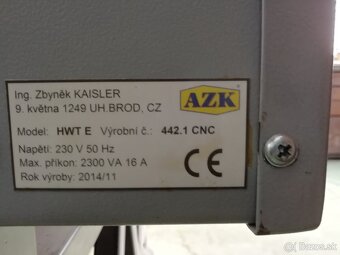 Ing. Zbyněk KAISLER
9. května 1249 UH.BROD, CZ
AZK
Model: HWT E Výrobní č.: 442.1 CNC
Napětí: 230 V 50 Hz
Max. příkon: 2300 VA 16 A
Rok výroby: 2014/11
CE
bazos.sk